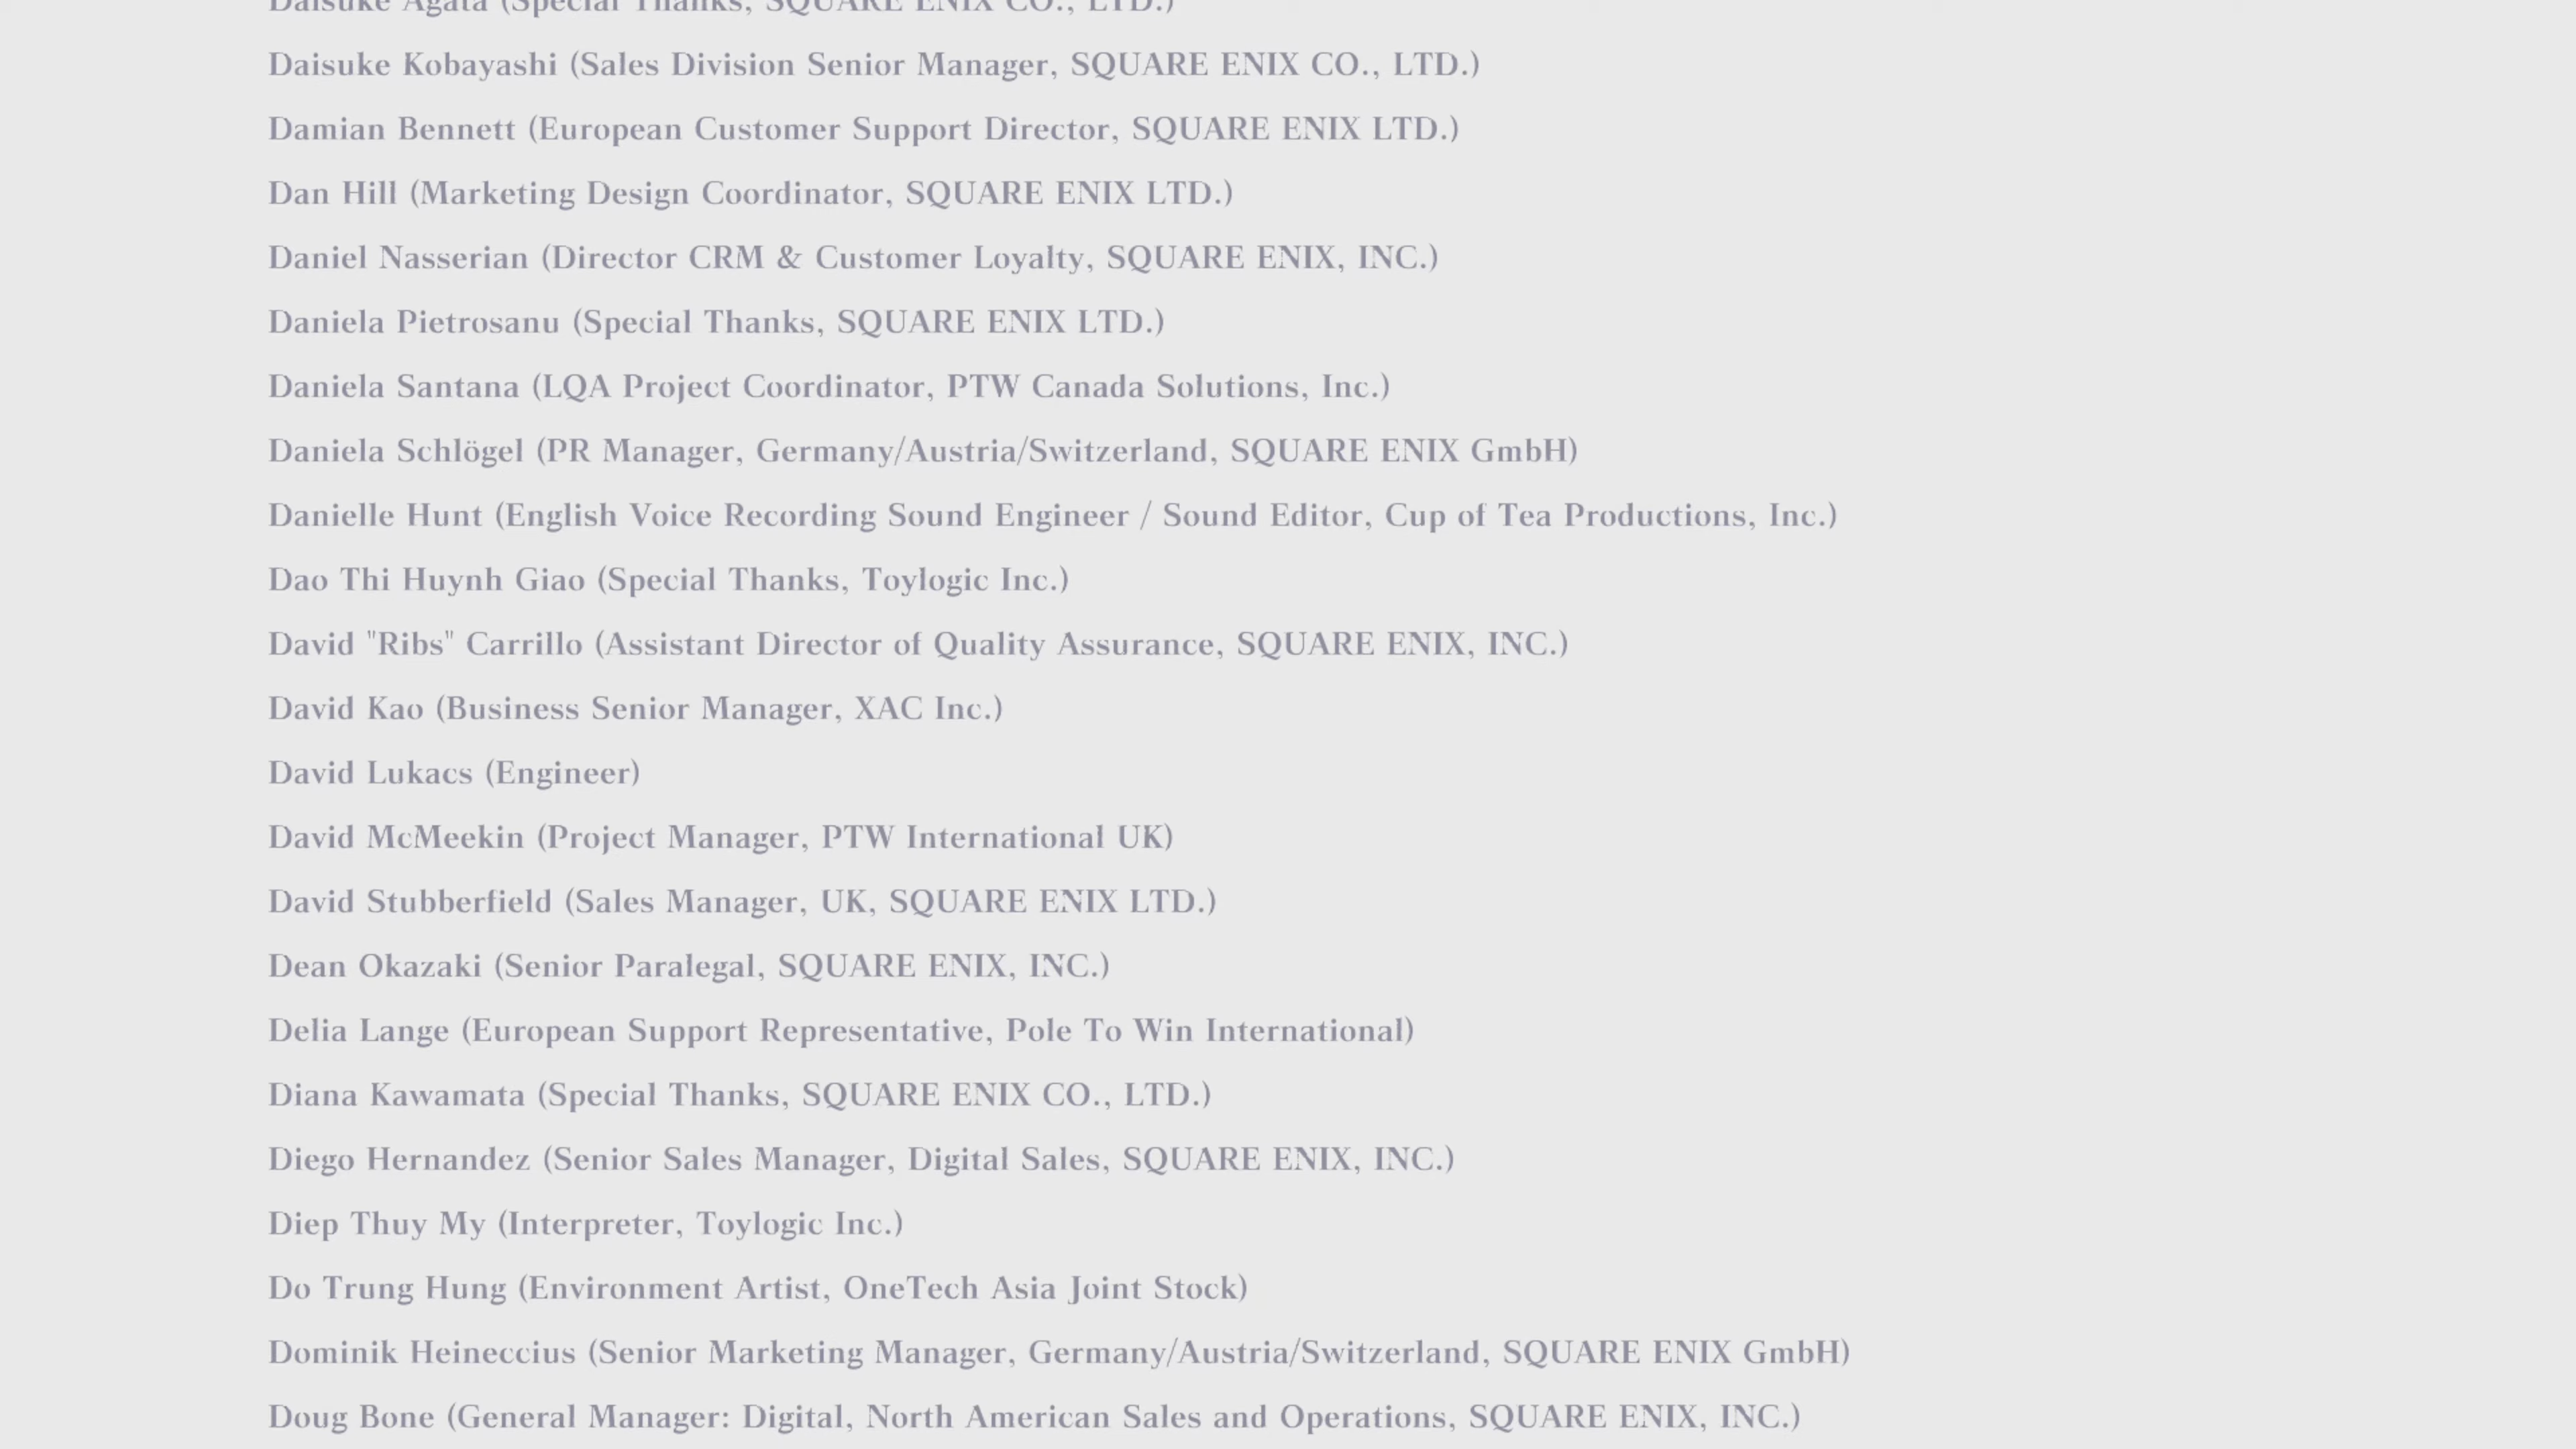 Daisuke Agata (Special Thanks, SQUARE ENIX CO., LTD.)
Daisuke Kobayashi (Sales Division Senior Manager, SQUARE ENIX CO., LTD.)
Damian Bennett (European Customer Support Director, SQUARE ENIX LTD.)
Dan Hill (Marketing Design Coordinator, SQUARE ENIX LTD.)
Daniel Nasserian (Director CRM & Customer Loyalty, SQUARE ENIX, INC.)
Daniela Pietrosanu (Special Thanks, SQUARE ENIX LTD.)
Daniela Santana (LQA Project Coordinator, PTW Canada Solutions, Inc.)
Daniela Schlögel (PR Manager, Germany/Austria/Switzerland, SQUARE ENIX GmbH)
Danielle Hunt (English Voice Recording Sound Engineer / Sound Editor, Cup of Tea Productions, Inc.)
Dao Thi Huynh Giao (Special Thanks, Toylogic Inc.)
David "Ribs" Carrillo (Assistant Director of Quality Assurance, SQUARE ENIX, INC.)
David Kao (Business Senior Manager, XAC Inc.)
David Lukacs (Engineer)
David McMeekin (Project Manager, PTW International UK)
David Stubberfield (Sales Manager, UK, SQUARE ENIX LTD.)
Dean Okazaki (Senior Paralegal, SQUARE ENIX, INC.)
Delia Lange (European Support Representative, Pole To Win International)
Diana Kawamata (Special Thanks, SQUARE ENIX CO., LTD.)
Diego Hernandez (Senior Sales Manager, Digital Sales, SQUARE ENIX, INC.)
Diep Thuy My (Interpreter, Toylogic Inc.)
Do Trung Hung (Environment Artist, OneTech Asia Joint Stock)
Dominik Heineccius (Senior Marketing Manager, Germany/Austria/Switzerland, SQUARE ENIX GmbH)
Doug Bone (General Manager: Digital, North American Sales and Operations, SQUARE ENIX, INC.)